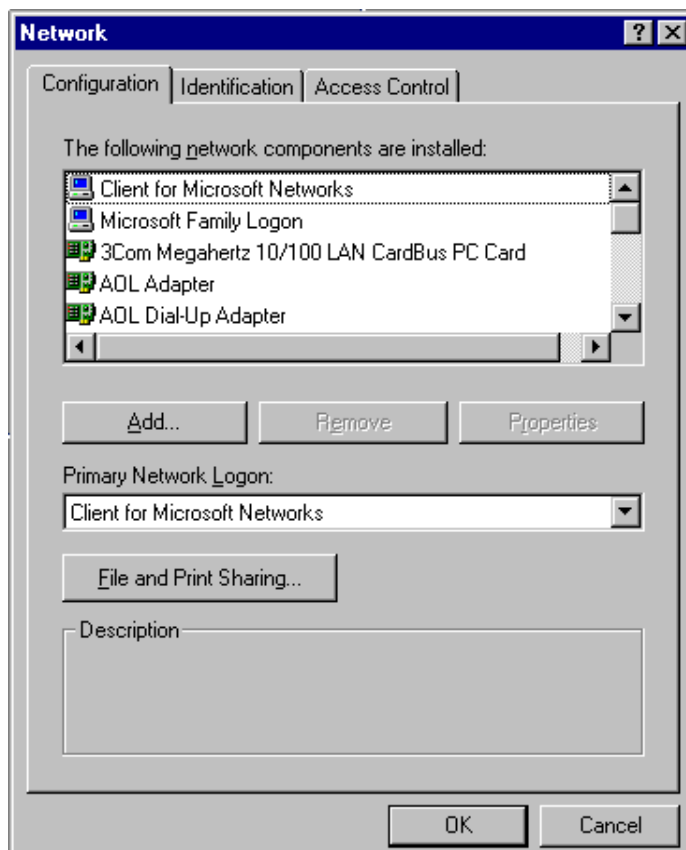 Network
Configuration Identification Access Control
The following network components are installed:
Client for Microsoft Networks
Microsoft Family Logon
3Com Megahertz 10/100 LAN CardBus PC Card
AOL Adapter
AOL Dial-Up Adapter
Add... Remove Properties
Primary Network Logon:
Client for Microsoft Networks
File and Print Sharing...
Description
OK Cancel